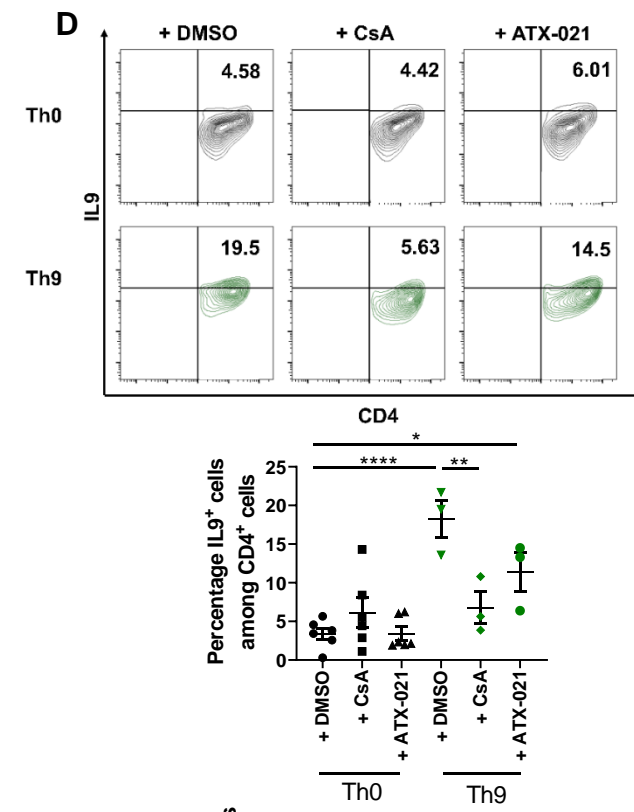 D
+ DMSO + CsA + ATX-021
Th0
4.58 4.42 6.01
IL9
Th9
19.5 5.63 14.5
CD4
*
**** **
Percentage IL9+ cells
among CD4+ cells
25
20
15
10
5
0
+ DMSO + CsA + ATX-021 + DMSO + CsA + ATX-021
Th0 Th9